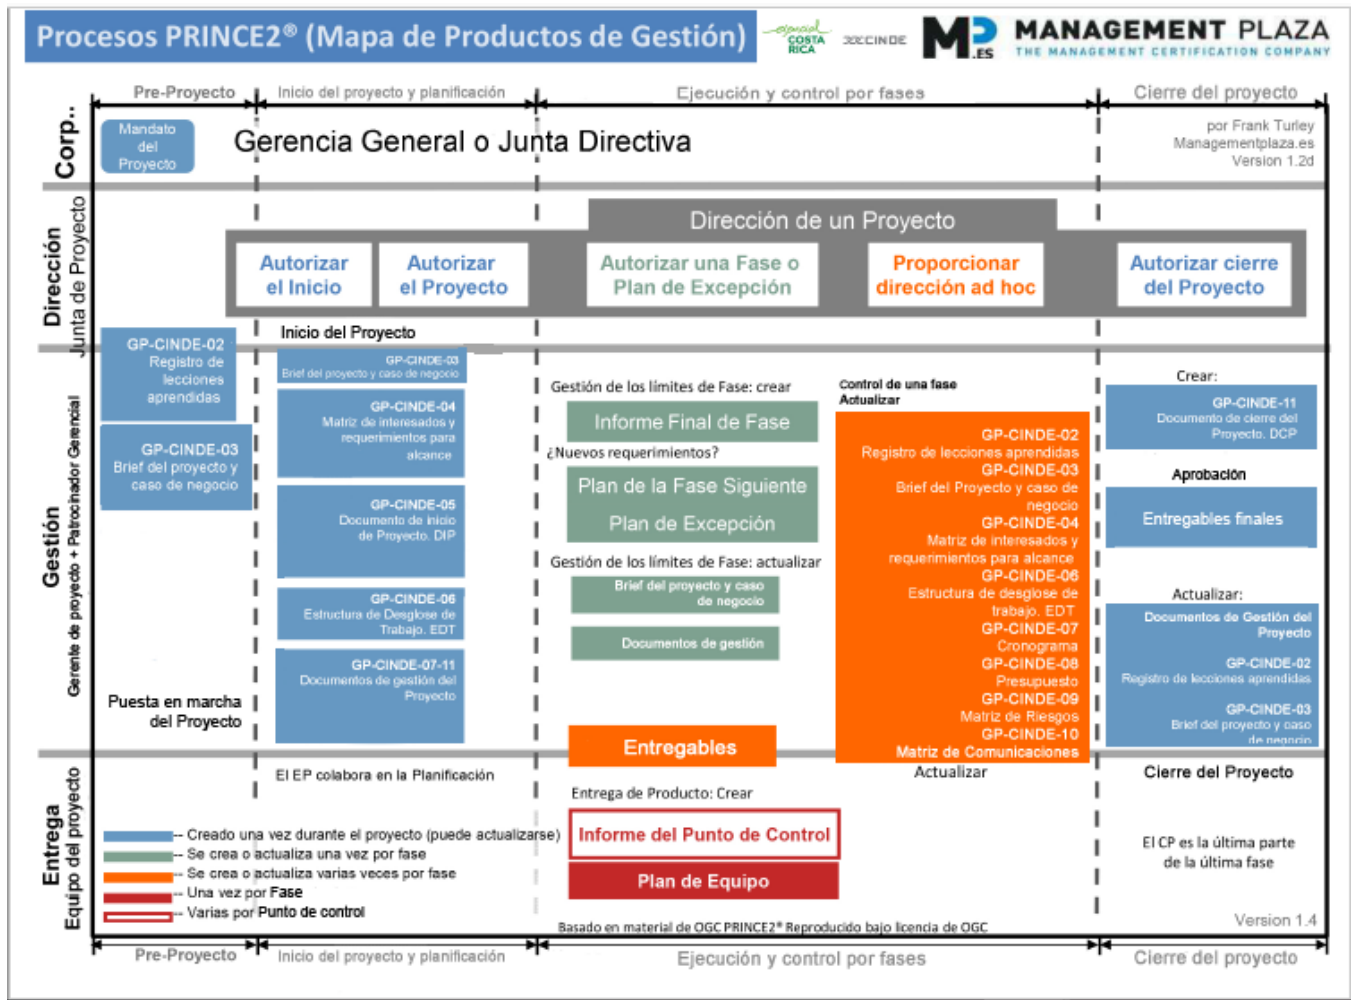 Procesos PRINCE2® (Mapa de Productos de Gestión)
esencial
COSTA
RICA
CINDE
MP
.ES
MANAGEMENT PLAZA
THE MANAGEMENT CERTIFICATION COMPANY
Pre-Proyecto
Inicio del proyecto y planificación
Ejecución y control por fases
Cierre del proyecto
Corp..
Mandato
del
Proyecto
Gerencia General o Junta Directiva
por Frank Turley
Managementplaza.es
Version 1.2d
Dirección
Junta de Proyecto
Dirección de un Proyecto
Autorizar
el Inicio
Autorizar
el Proyecto
Autorizar una Fase o
Plan de Excepción
Proporcionar
dirección ad hoc
Autorizar cierre
del Proyecto
Gestión
Gerente de proyecto + Patrocinador Gerencial
GP-CINDE-02
Registro de
lecciones
aprendidas
GP-CINDE-03
Brief del proyecto y
caso de negocio
Puesta en marcha
del Proyecto
Inicio del Proyecto
GP-CINDE-03
Brief del proyecto y caso de negocio
GP-CINDE-04
Matriz de interesados y
requerimientos para
alcance
GP-CINDE-05
Documento de inicio
de Proyecto. DIP
GP-CINDE-06
Estructura de Desglose de
Trabajo. EDT
GP-CINDE-07-11
Documentos de gestión del
Proyecto
Gestión de los límites de Fase: crear
Informe Final de Fase
¿Nuevos requerimientos?
Plan de la Fase Siguiente
Plan de Excepción
Gestión de los límites de Fase: actualizar
Brief del proyecto y caso
de negocio
Documentos de gestión
Entregables
Control de una fase
Actualizar
GP-CINDE-02
Registro de lecciones aprendidas
GP-CINDE-03
Brief del Proyecto y caso de
negocio
GP-CINDE-04
Matriz de interesados y
requerimientos para alcance
GP-CINDE-06
Estructura de desglose de
trabajo. EDT
GP-CINDE-07
Cronograma
GP-CINDE-08
Presupuesto
GP-CINDE-09
Matriz de Riesgos
GP-CINDE-10
Matriz de Comunicaciones
Actualizar
Crear:
GP-CINDE-11
Documento de cierre del
Proyecto. DCP
Aprobación
Entregables finales
Actualizar:
Documentos de Gestión del
Proyecto
GP-CINDE-02
Registro de lecciones aprendidas
GP-CINDE-03
Brief del proyecto y caso
de negocio
Cierre del Proyecto
Entrega
Equipo del proyecto
El EP colabora en la Planificación
-- Creado una vez durante el proyecto (puede actualizarse)
-- Se crea o actualiza una vez por fase
-- Se crea o actualiza varias veces por fase
-- Una vez por Fase
-- Varias por Punto de control
Entrega de Producto: Crear
Informe del Punto de Control
Plan de Equipo
Basado en material de OGC PRINCE2® Reproducido bajo licencia de OGC
El CP es la última parte
de la última fase
Version 1.4
Pre-Proyecto
Inicio del proyecto y planificación
Ejecución y control por fases
Cierre del proyecto